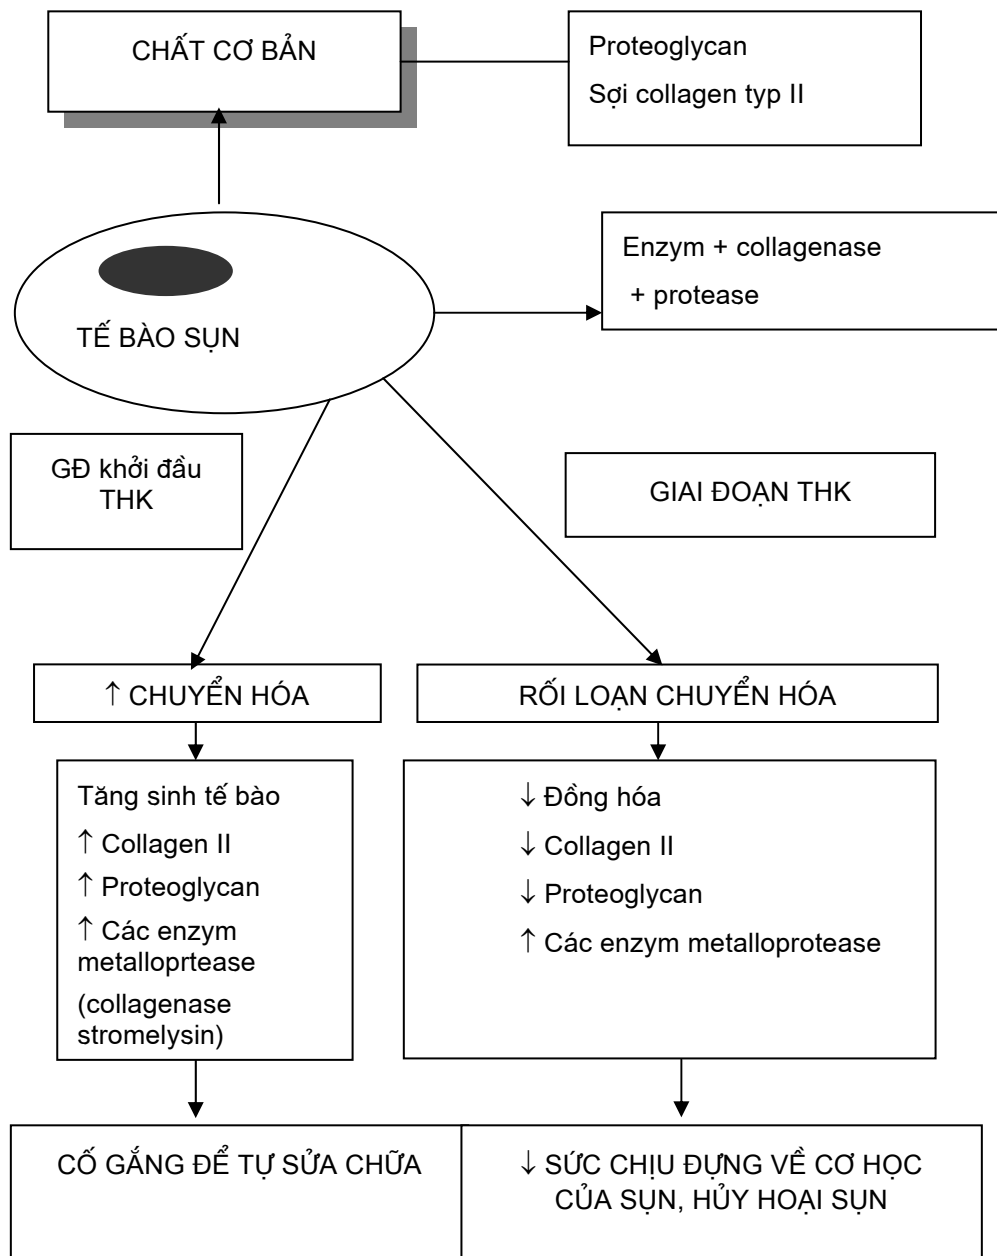 CHẤT CƠ BẢN
Proteoglycan
Sợi collagen typ II
Enzym + collagenase
+ protease
TẾ BÀO SỤN
GĐ khởi đầu
THK
GIAI ĐOẠN THK
↑ CHUYỂN HÓA
RỐI LOẠN CHUYỂN HÓA
Tăng sinh tế bào
↑ Collagen II
↑ Proteoglycan
↑ Các enzym
metalloprtease
(collagenase
stromelysin)
↓ Đồng hóa
↓ Collagen II
↓ Proteoglycan
↑ Các enzym metalloprotease
CỐ GẮNG ĐỂ TỰ SỬA CHỮA
↓ SỨC CHỊU ĐỰNG VỀ CƠ HỌC
CỦA SỤN, HỦY HOẠI SỤN